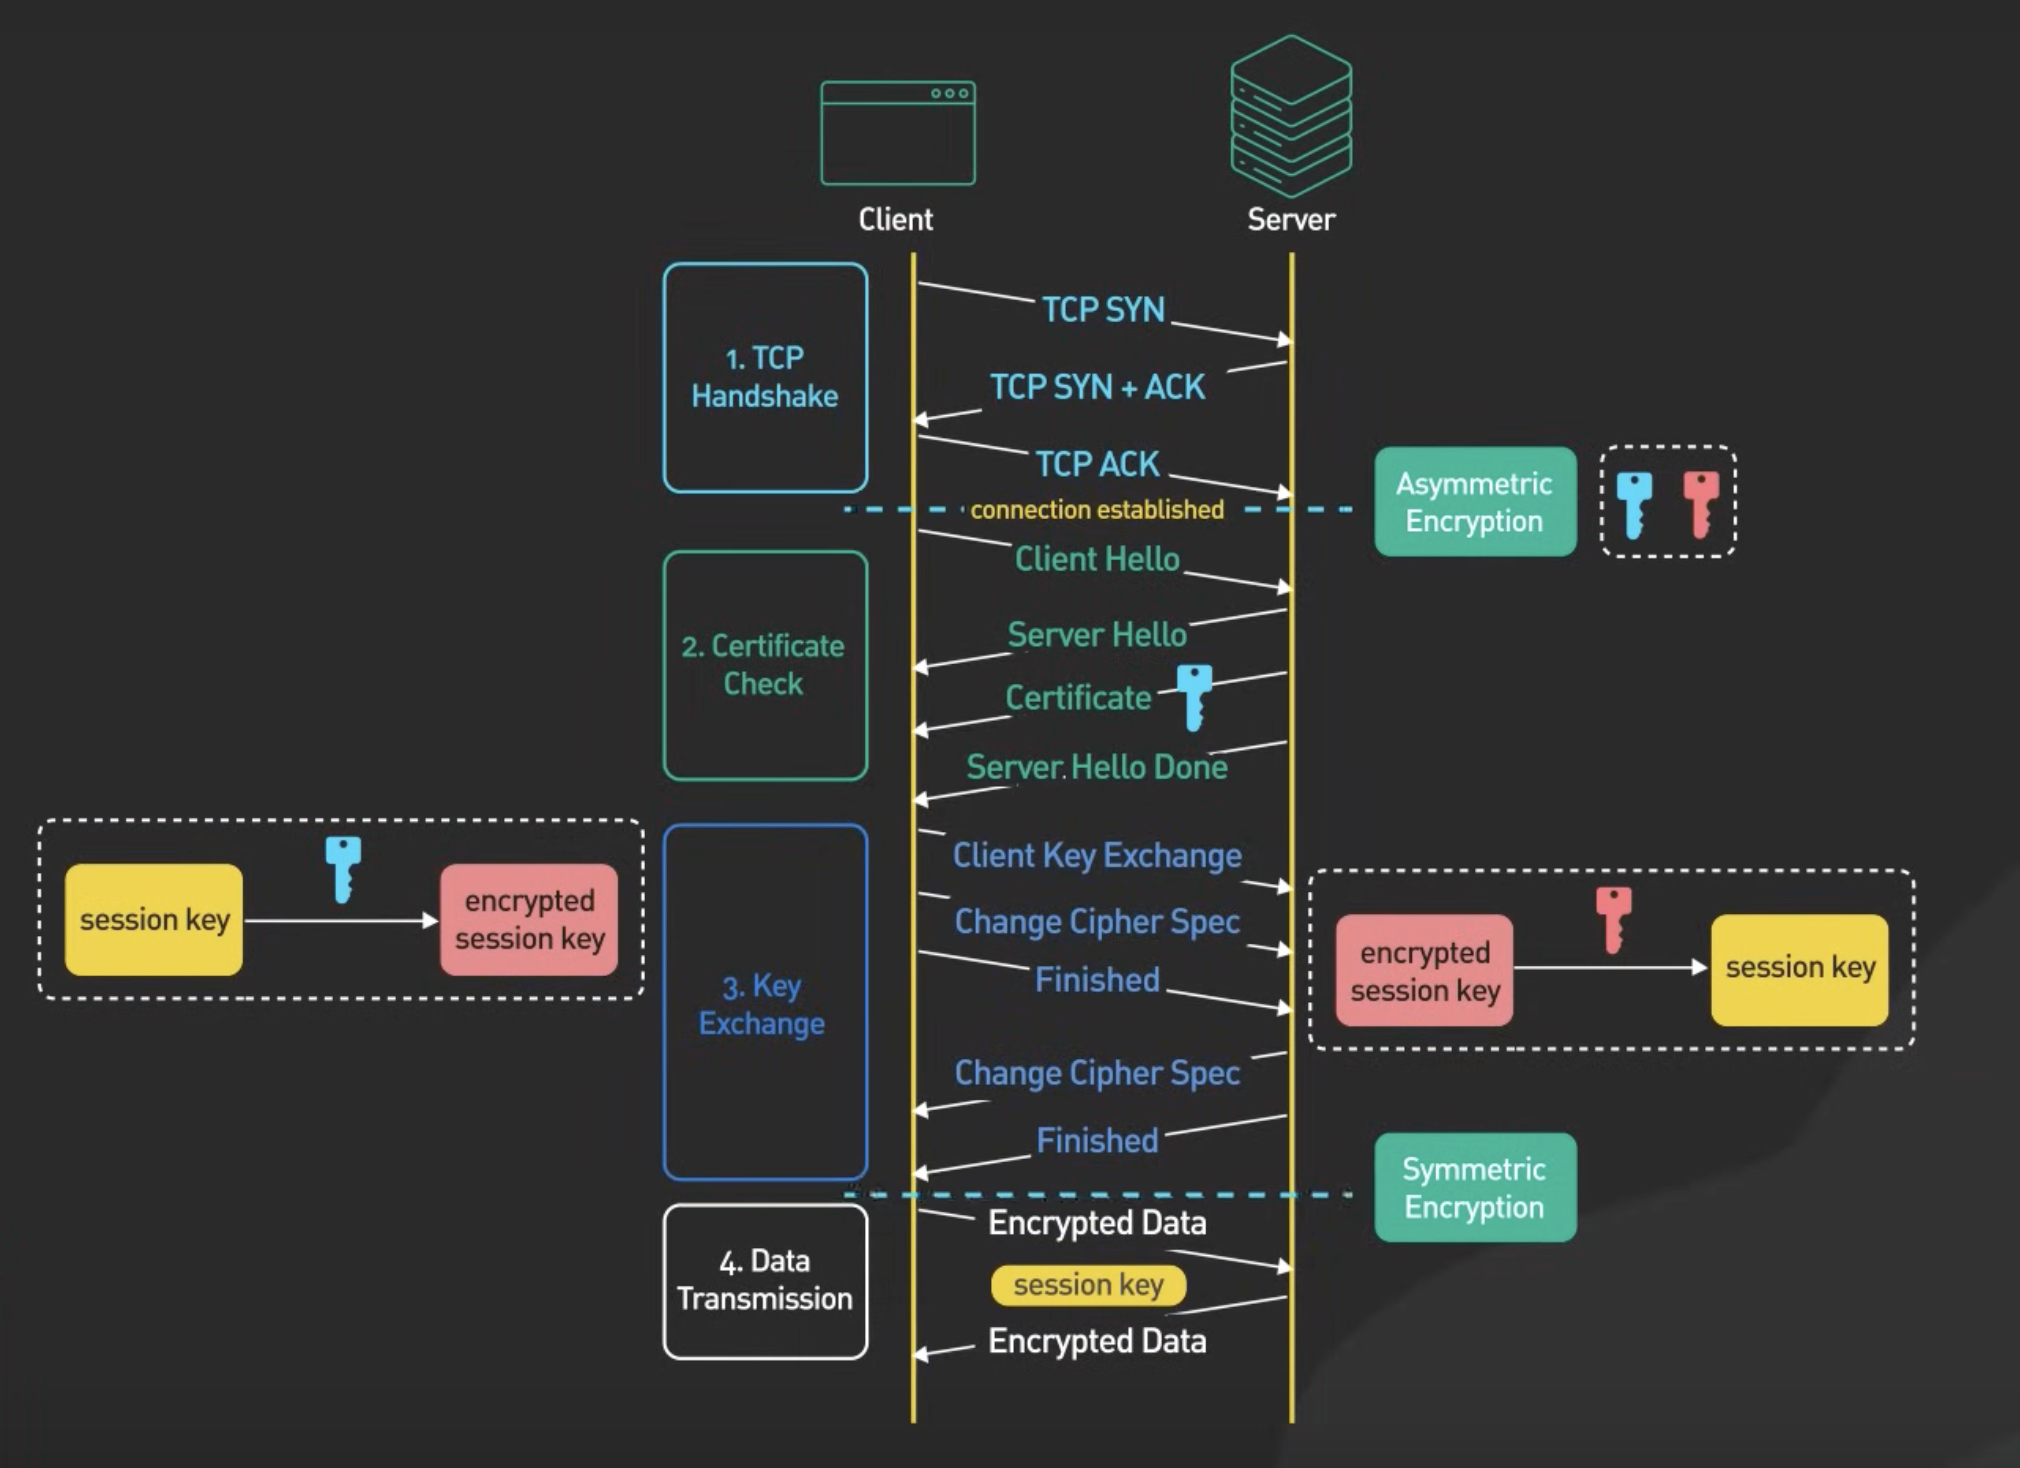 Client
Server
1. TCP
Handshake
TCP SYN
TCP SYN + ACK
TCP ACK
connection established
Asymmetric
Encryption
2. Certificate
Check
Client Hello
Server Hello
Certificate
Server Hello Done
session key
encrypted
session key
3. Key
Exchange
Client Key Exchange
Change Cipher Spec
Finished
Change Cipher Spec
Finished
encrypted
session key
session key
Symmetric
Encryption
4. Data
Transmission
Encrypted Data
session key
Encrypted Data